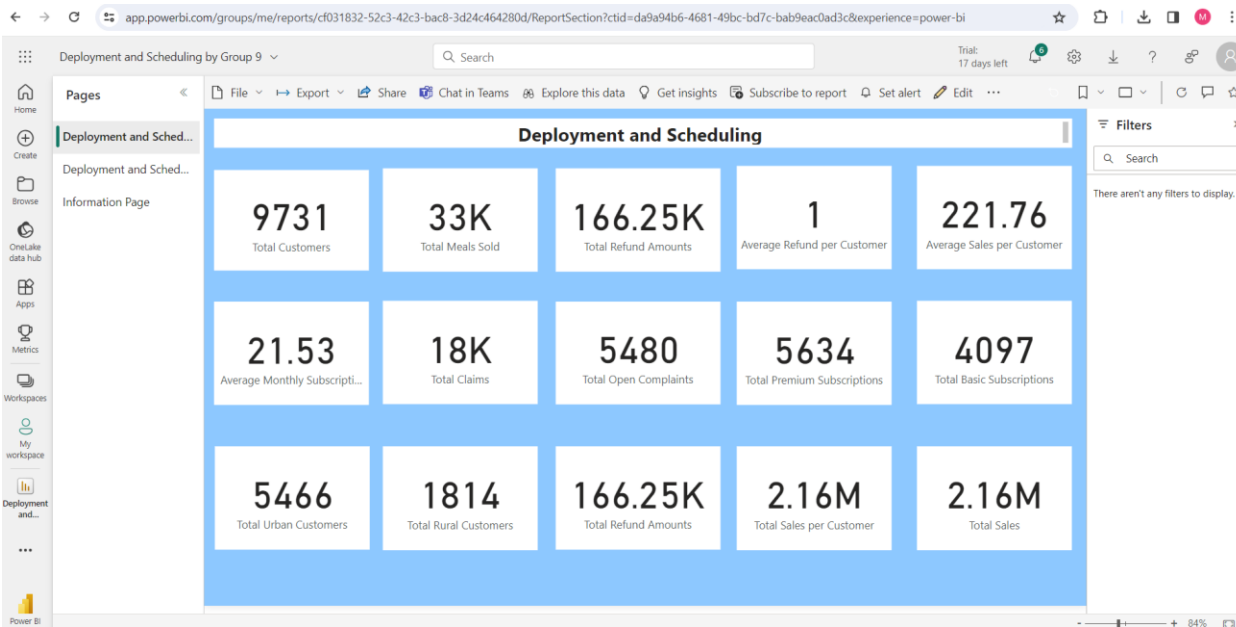 app.powerbi.com/groups/me/reports/cf031832-52c3-42c3-bac8-3d24c464280d/ReportSection?ctid=da9a94b6-4681-49bc-bd7c-bab9eac0ad3c&experience=power-bi
M
Deployment and Scheduling by Group 9
Search
Trial:
17 days left
6
Home
Create
Browse
OneLake
data hub
Apps
Metrics
Workspaces
My
workspace
Deployment
and...
Power BI
Pages
Deployment and Sched...
Deployment and Sched...
Information Page
File
Export
Share
Chat in Teams
Explore this data
Get insights
Subscribe to report
Set alert
Edit
Deployment and Scheduling
9731
Total Customers
33K
Total Meals Sold
166.25K
Total Refund Amounts
1
Average Refund per Customer
221.76
Average Sales per Customer
21.53
Average Monthly Subscripti...
18K
Total Claims
5480
Total Open Complaints
5634
Total Premium Subscriptions
4097
Total Basic Subscriptions
5466
Total Urban Customers
1814
Total Rural Customers
166.25K
Total Refund Amounts
2.16M
Total Sales per Customer
2.16M
Total Sales
Filters
Search
There aren't any filters to display.
- + 84%